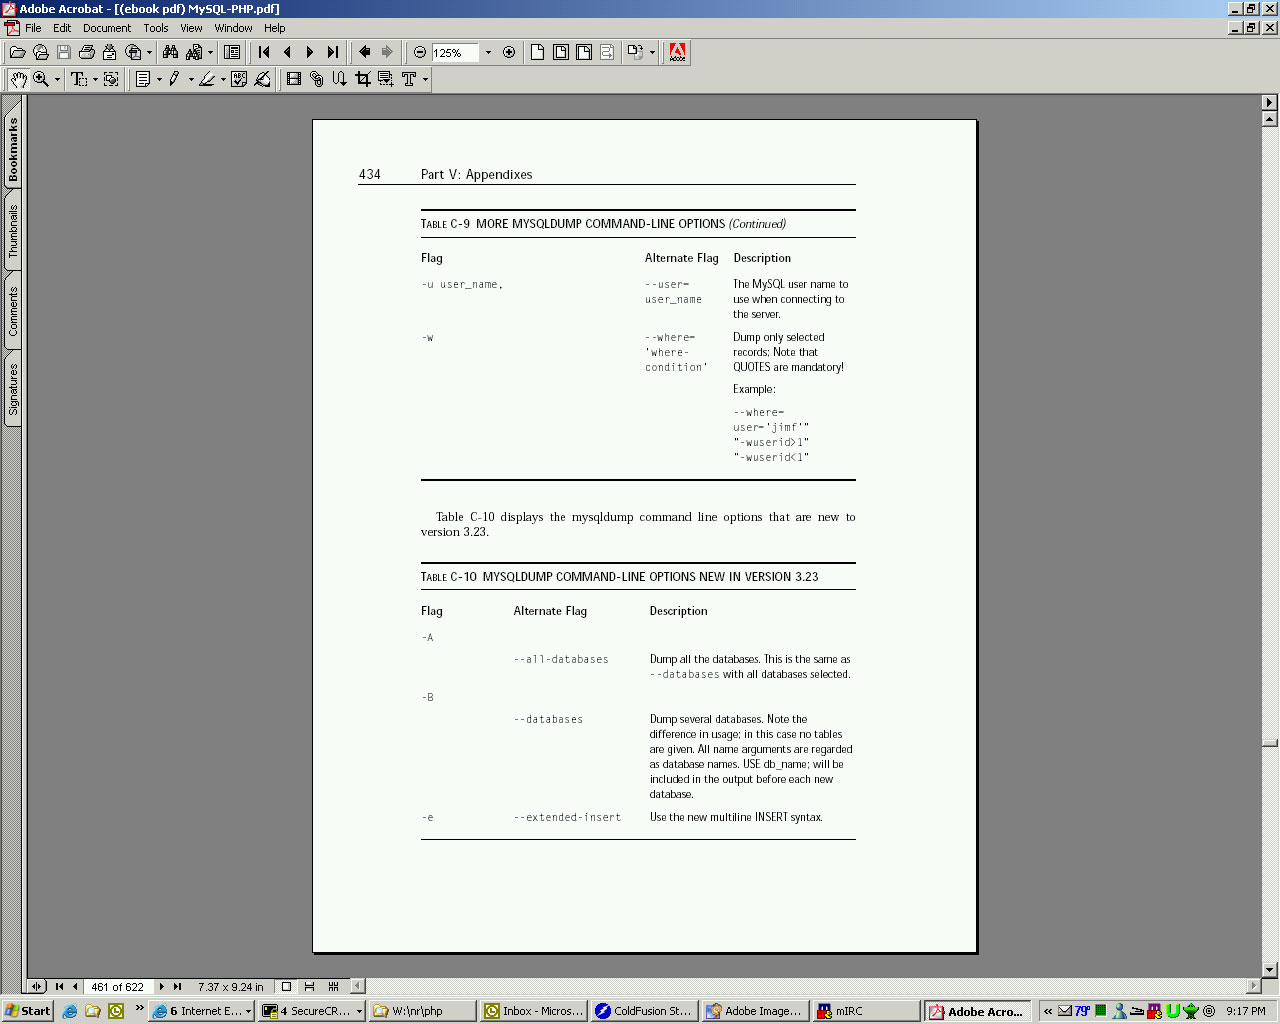 Adobe Acrobat - [(ebook pdf) MySQL-PHP.pdf]
File Edit Document Tools View Window Help
125%
Adobe
Bookmarks
Thumbnails
Comments
Signatures
434 Part V: Appendixes
TABLE C-9 MORE MYSQLDUMP COMMAND-LINE OPTIONS (Continued)
Flag Alternate Flag Description
-u user_name, --user= The MySQL user name to
user_name use when connecting to
the server.
-w --where= Dump only selected
'where- records; Note that
condition' QUOTES are mandatory!
Example:
--where=
user='jimf'"
"-wuserid>1"
"-wuserid<1"
Table C-10 displays the mysqldump command line options that are new to
version 3.23.
TABLE C-10 MYSQLDUMP COMMAND-LINE OPTIONS NEW IN VERSION 3.23
Flag Alternate Flag Description
-A
--all-databases Dump all the databases. This is the same as
--databases with all databases selected.
-B
--databases Dump several databases. Note the
difference in usage; in this case no tables
are given. All name arguments are regarded
as database names. USE db_name; will be
included in the output before each new
database.
-e --extended-insert Use the new multiline INSERT syntax.
461 of 622 7.37 x 9.24 in
Start 6 Internet E... 4 SecureCR... W:\nr\php Inbox - Micros... ColdFusion St... Adobe Image... mIRC Adobe Acro... 79° 9:17 PM